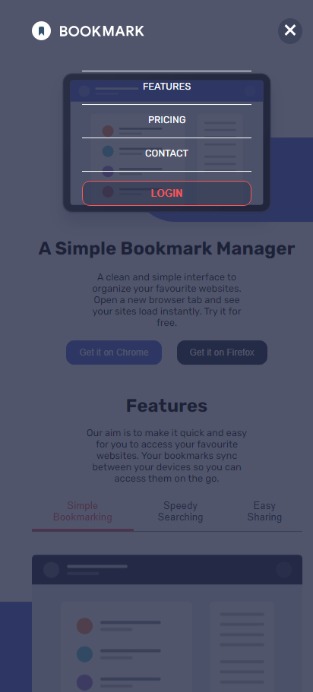 BOOKMARK
FEATURES
PRICING
CONTACT
LOGIN
A Simple Bookmark Manager
A clean and simple interface to
organize your favourite websites.
Open a new browser tab and see
your sites load instantly. Try it for
free.
Get it on Chrome
Get it on Firefox
Features
Our aim is to make it quick and easy
for you to access your favourite
websites. Your bookmarks sync
between your devices so you can
access them on the go.
Simple
Bookmarking
Speedy
Searching
Easy
Sharing